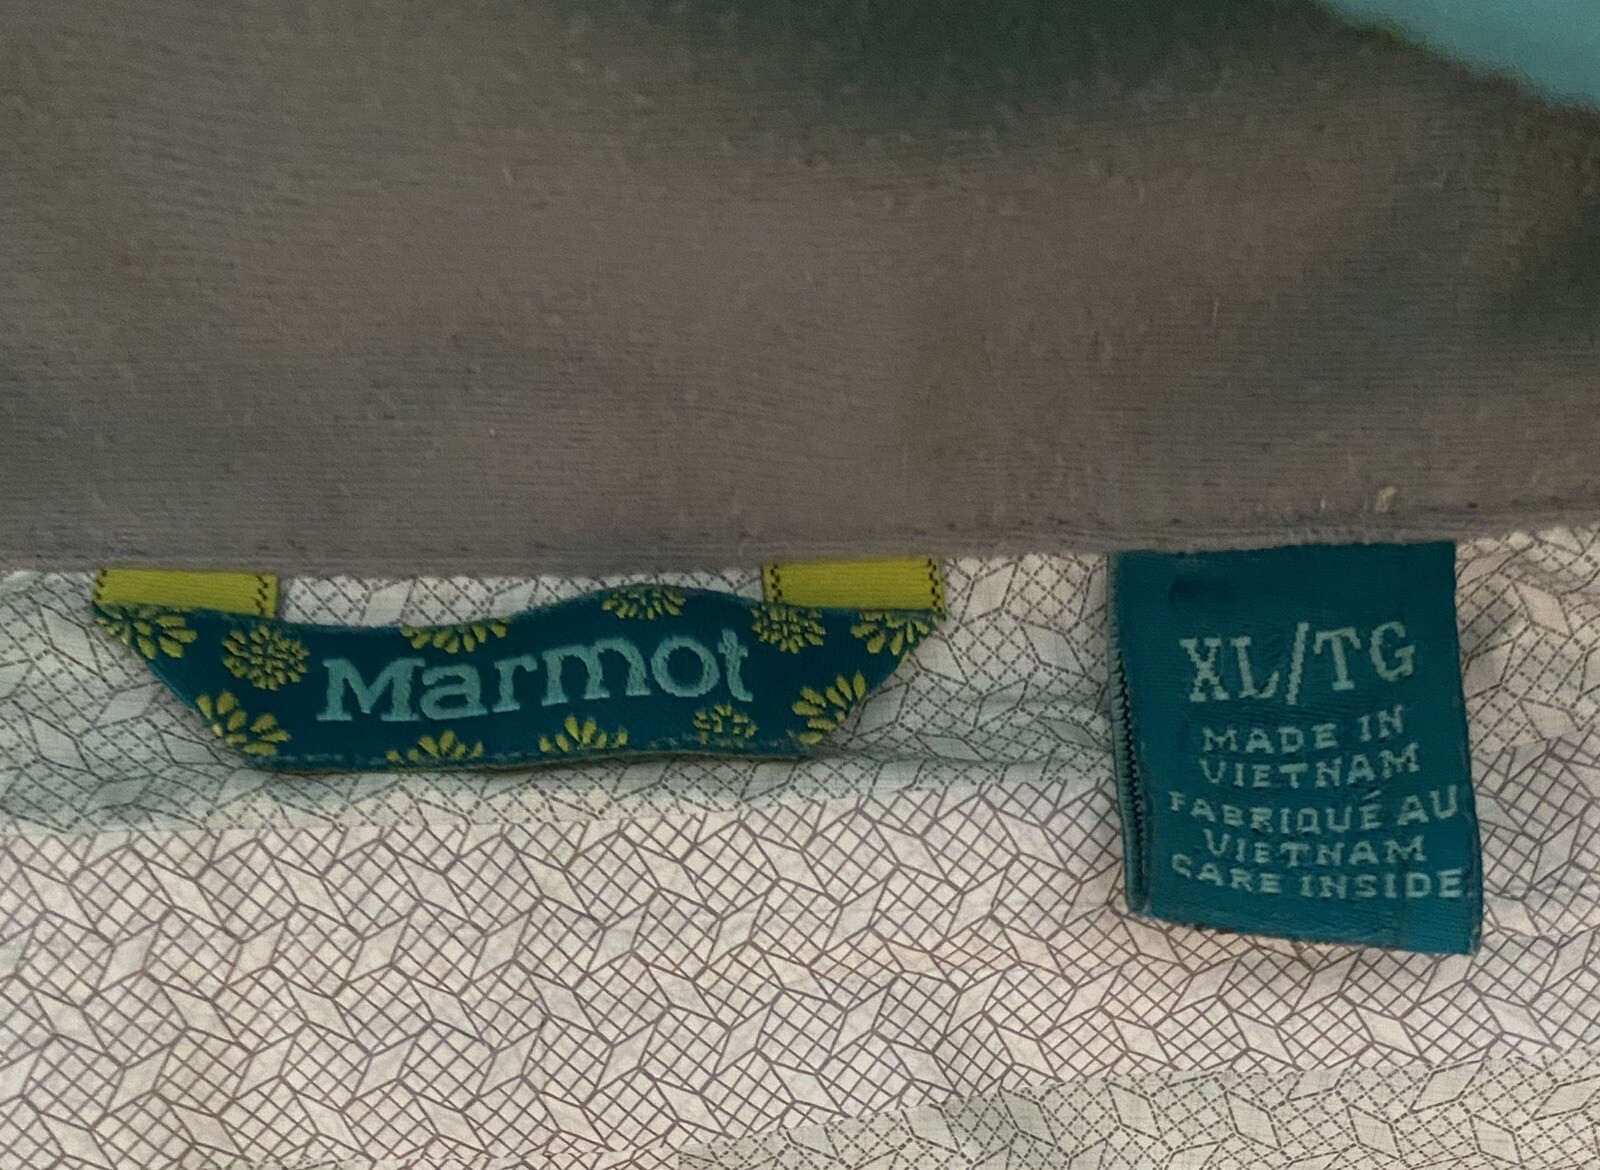 Marmot
XL/TG
MADE IN
VIETNAM
FABRIQUÉ AU
VIETNAM
CARE INSIDE